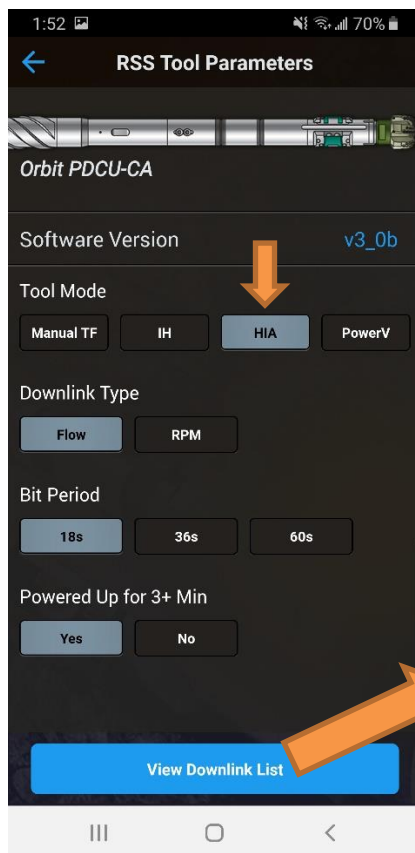 1:52 70%
RSS Tool Parameters
Orbit PDCU-CA
Software Version v3_0b
Tool Mode
Manual TF IH HIA PowerV
Downlink Type
Flow RPM
Bit Period
18s 36s 60s
Powered Up for 3+ Min
Yes No
View Downlink List